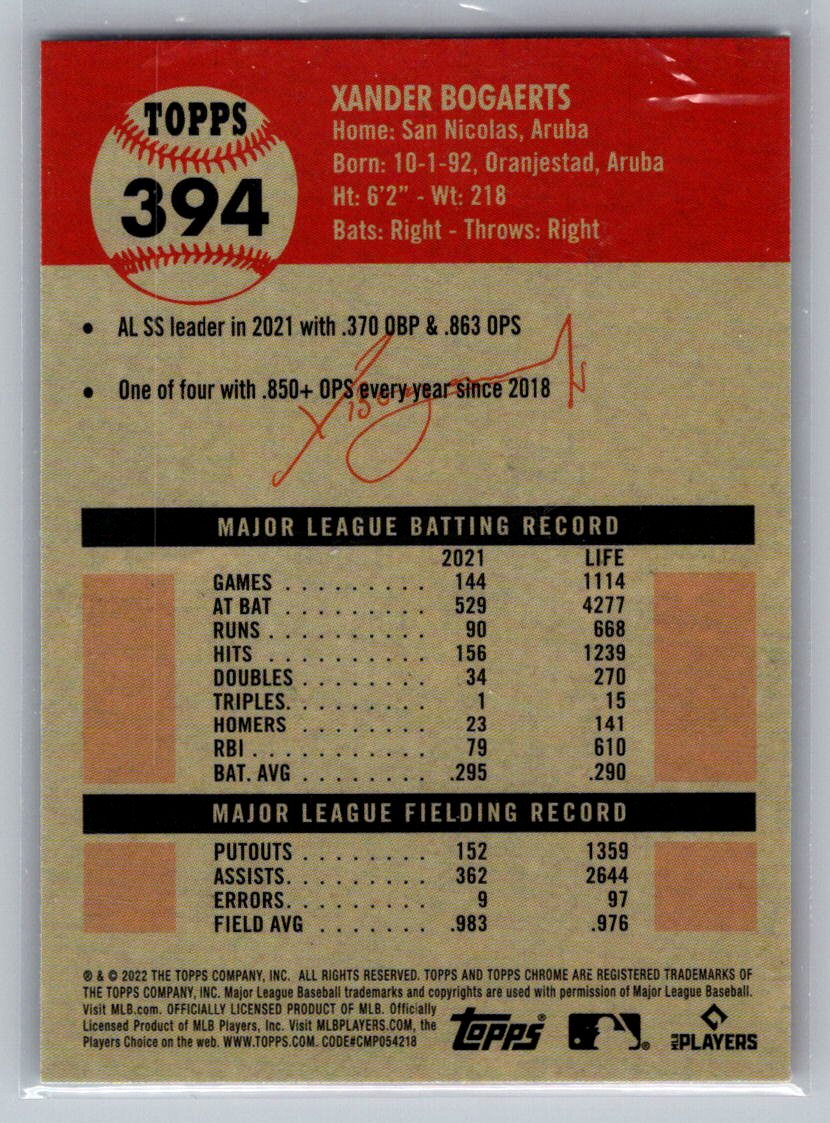 TOPPS
394
XANDER BOGAERTS
Home: San Nicolas, Aruba
Born: 10-1-92, Oranjestad, Aruba
Ht: 6'2" - Wt: 218
Bats: Right - Throws: Right
• AL SS leader in 2021 with .370 OBP & .863 OPS
• One of four with .850+ OPS every year since 2018
MAJOR LEAGUE BATTING RECORD
2021 LIFE
GAMES . . . . . . . . . 144 1114
AT BAT . . . . . . . . . 529 4277
RUNS . . . . . . . . . . 90 668
HITS . . . . . . . . . . 156 1239
DOUBLES . . . . . . . . 34 270
TRIPLES. . . . . . . . . 1 15
HOMERS . . . . . . . . 23 141
RBI . . . . . . . . . . . 79 610
BAT. AVG . . . . . . . . .295 .290
MAJOR LEAGUE FIELDING RECORD
PUTOUTS . . . . . . . . 152 1359
ASSISTS. . . . . . . . . 362 2644
ERRORS. . . . . . . . . 9 97
FIELD AVG . . . . . . . .983 .976
® & © 2022 THE TOPPS COMPANY, INC. ALL RIGHTS RESERVED. TOPPS AND TOPPS CHROME ARE REGISTERED TRADEMARKS OF
THE TOPPS COMPANY, INC. Major League Baseball trademarks and copyrights are used with permission of Major League Baseball.
Visit MLB.com. OFFICIALLY LICENSED PRODUCT OF MLB. Officially
Licensed Product of MLB Players, Inc. Visit MLBPLAYERS.COM, the
Players Choice on the web. WWW.TOPPS.COM. CODE#CMP054218
topps® ® MLB PLAYERS